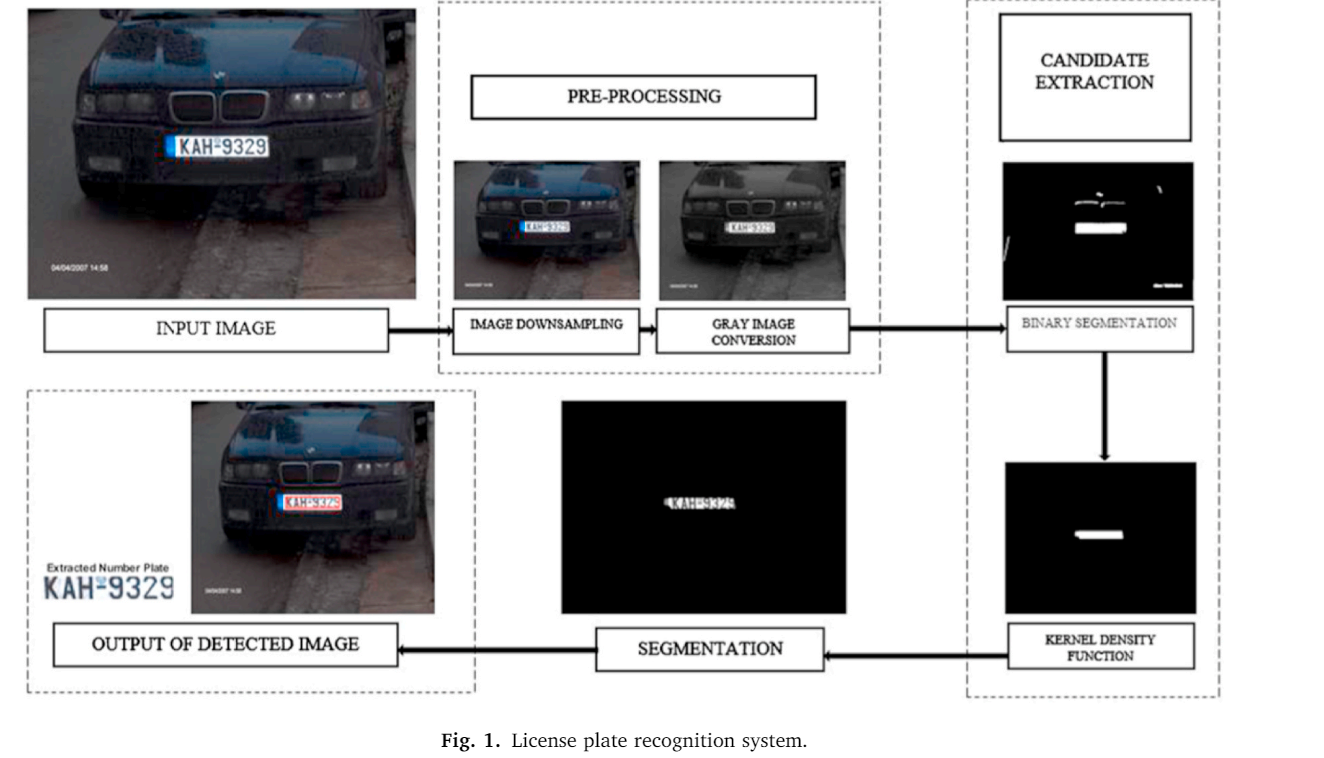 KAH-9329
04/04/2007 14:58
INPUT IMAGE
PRE-PROCESSING
KAH-9329
KAH-9329
IMAGE DOWNSAMPLING
GRAY IMAGE
CONVERSION
CANDIDATE
EXTRACTION
BINARY SEGMENTATION
KERNEL DENSITY
FUNCTION
KAH-9329
SEGMENTATION
KAH-9329
Extracted Number Plate
KAH-9329
OUTPUT OF DETECTED IMAGE
Fig. 1. License plate recognition system.